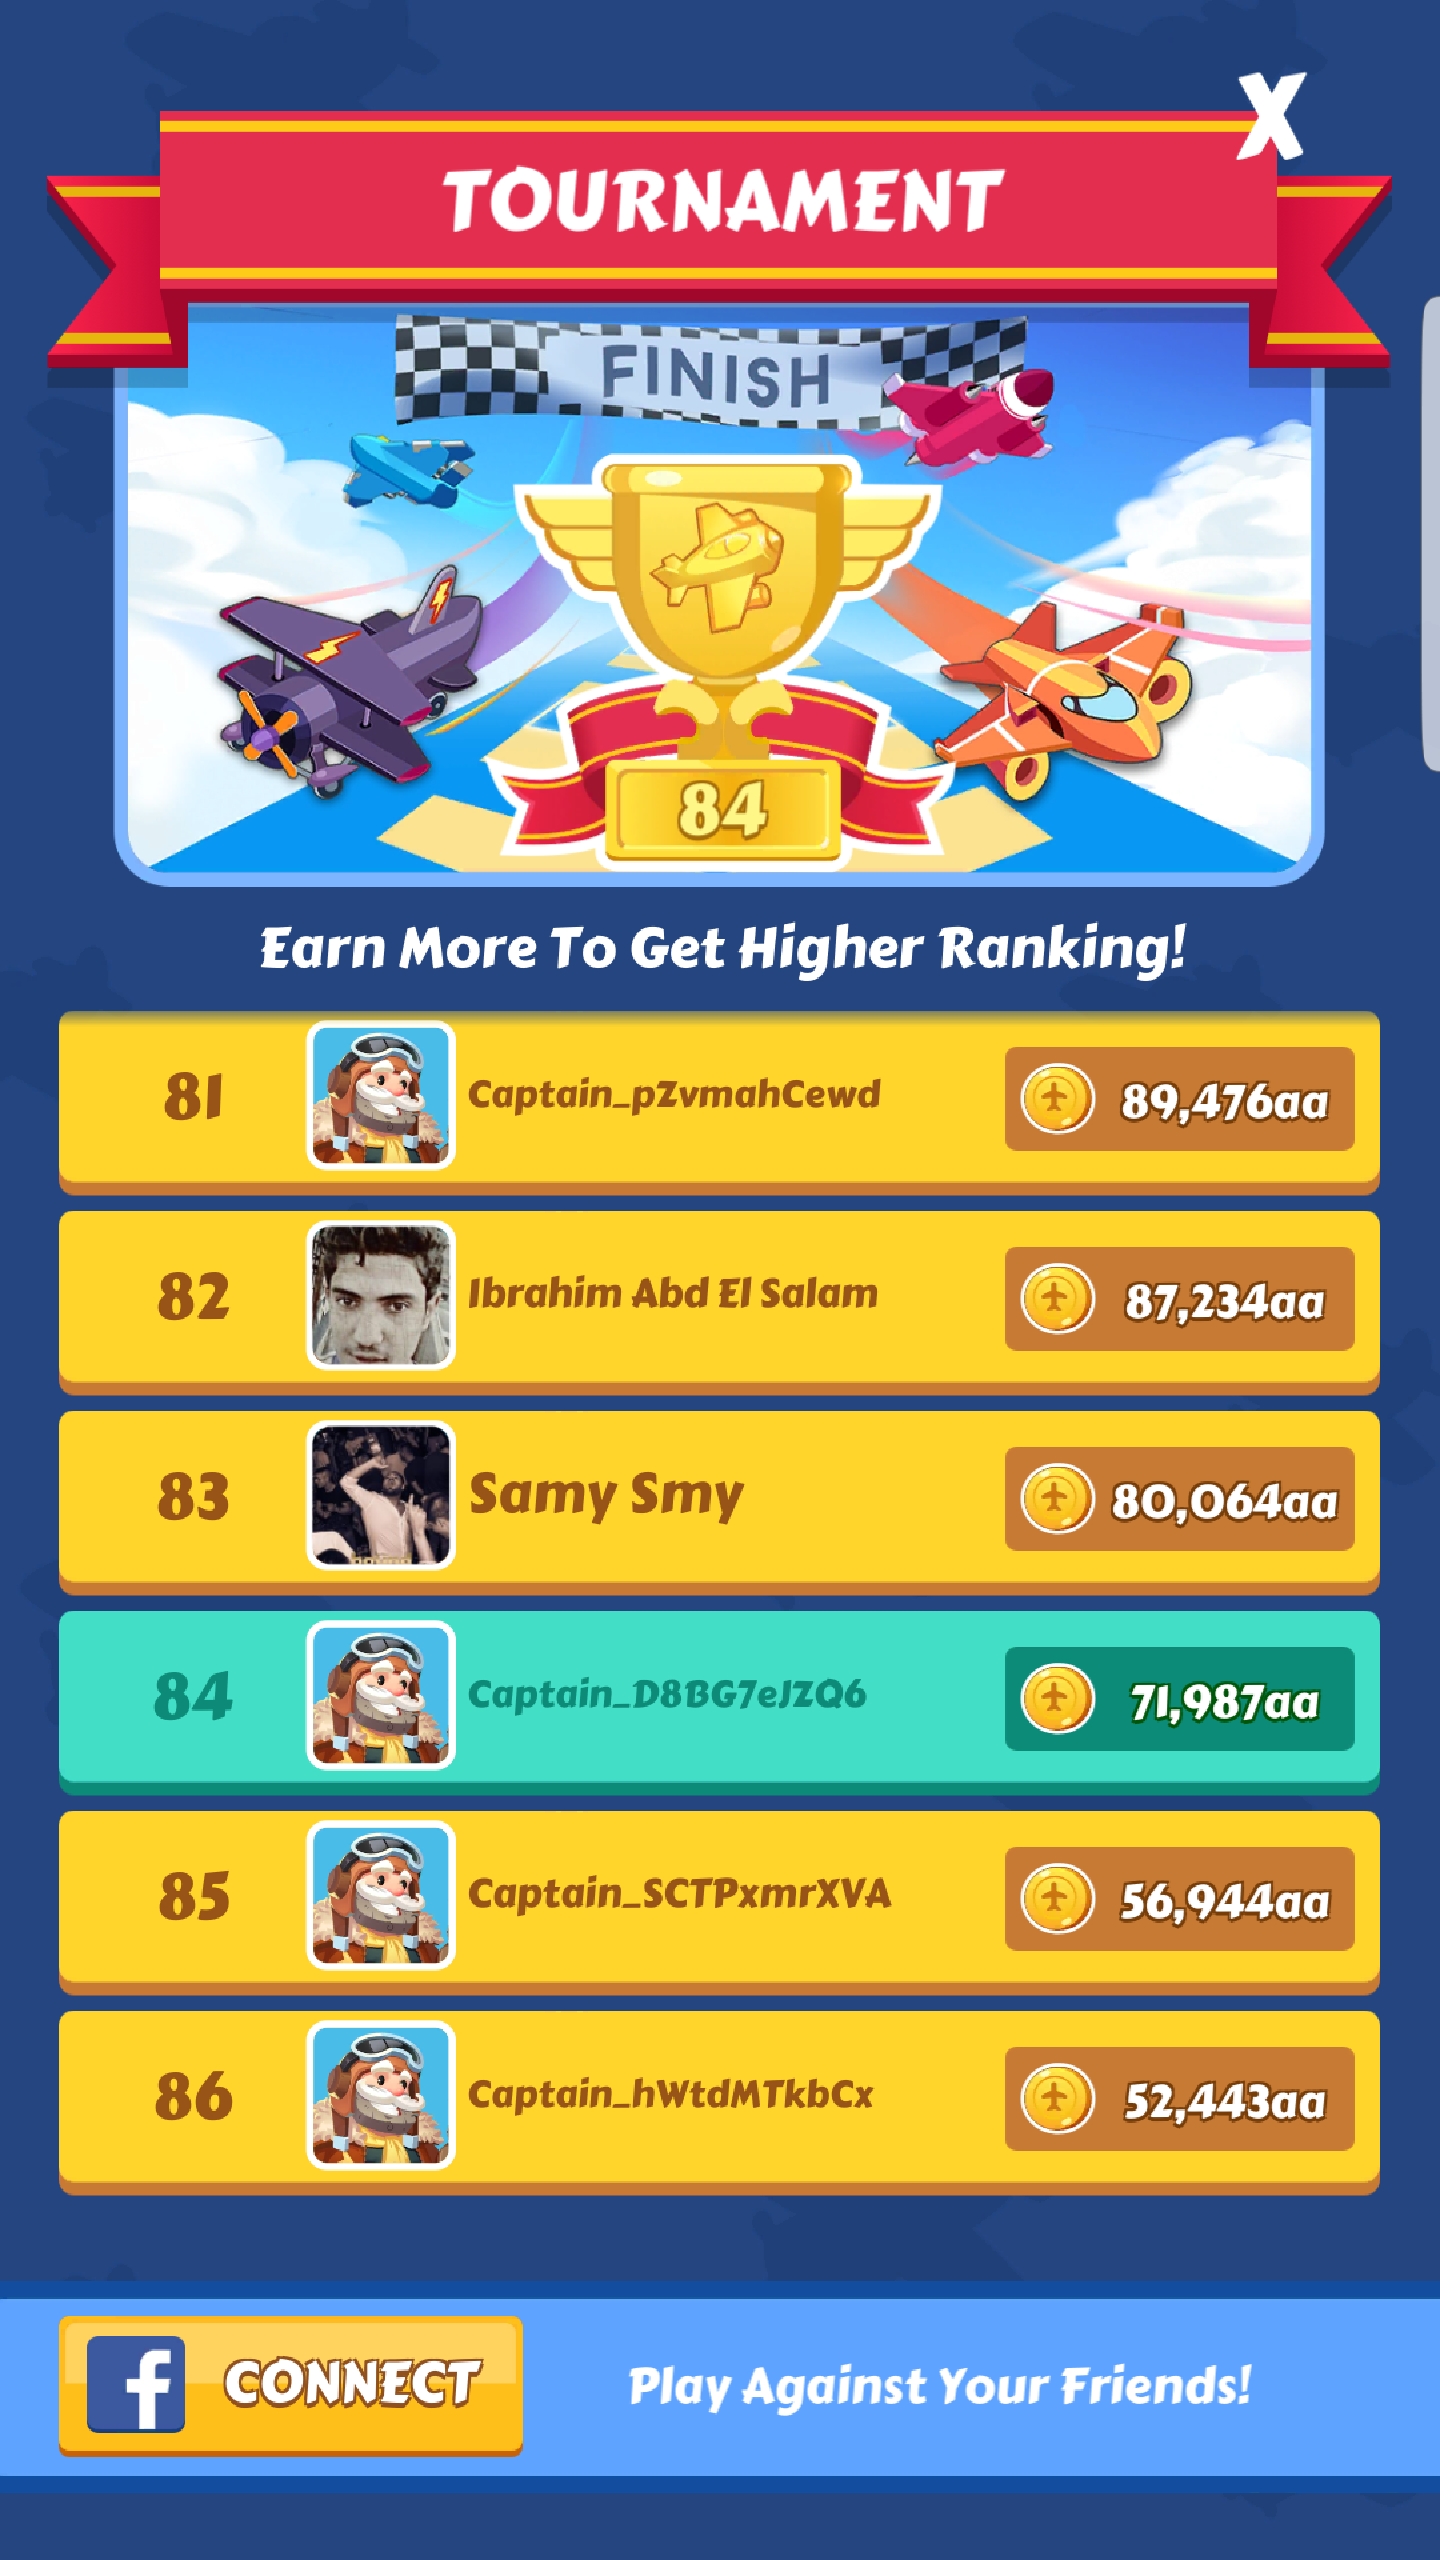 X
TOURNAMENT
FINISH
84
Earn More To Get Higher Ranking!
81 Captain_pZvmahCewd 89,476aa
82 Ibrahim Abd El Salam 87,234aa
83 Samy Smy 80,064aa
84 Captain_D8BG7eJZQ6 71,987aa
85 Captain_SCTPxmrXVA 56,944aa
86 Captain_hWtdMTkbCx 52,443aa
f CONNECT Play Against Your Friends!